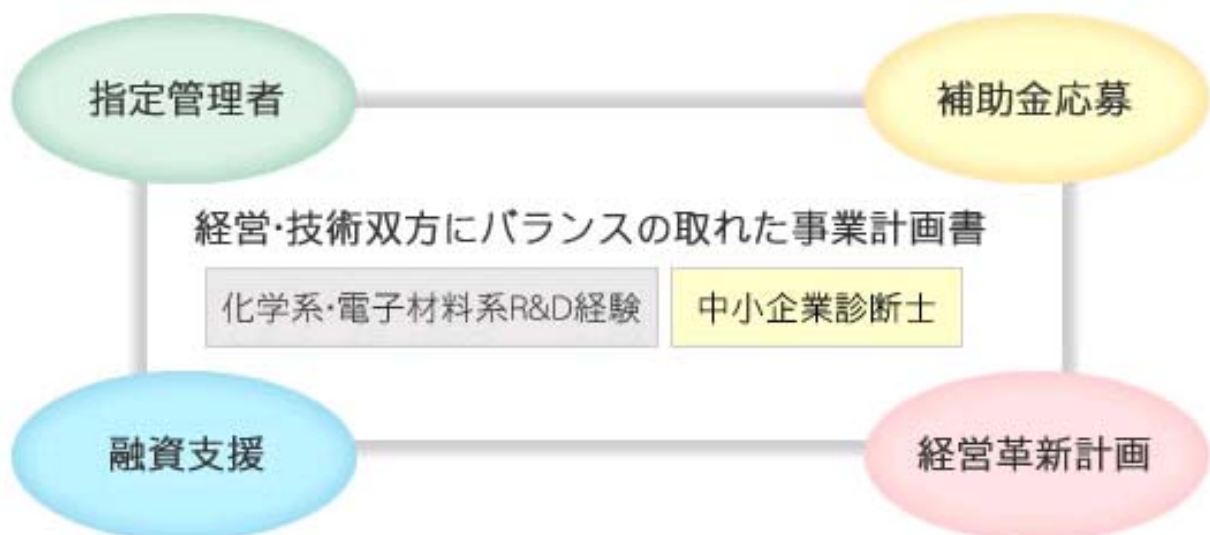 指定管理者
補助金応募
経営・技術双方にバランスの取れた事業計画書
化学系・電子材料系R&D経験
中小企業診断士
融資支援
経営革新計画